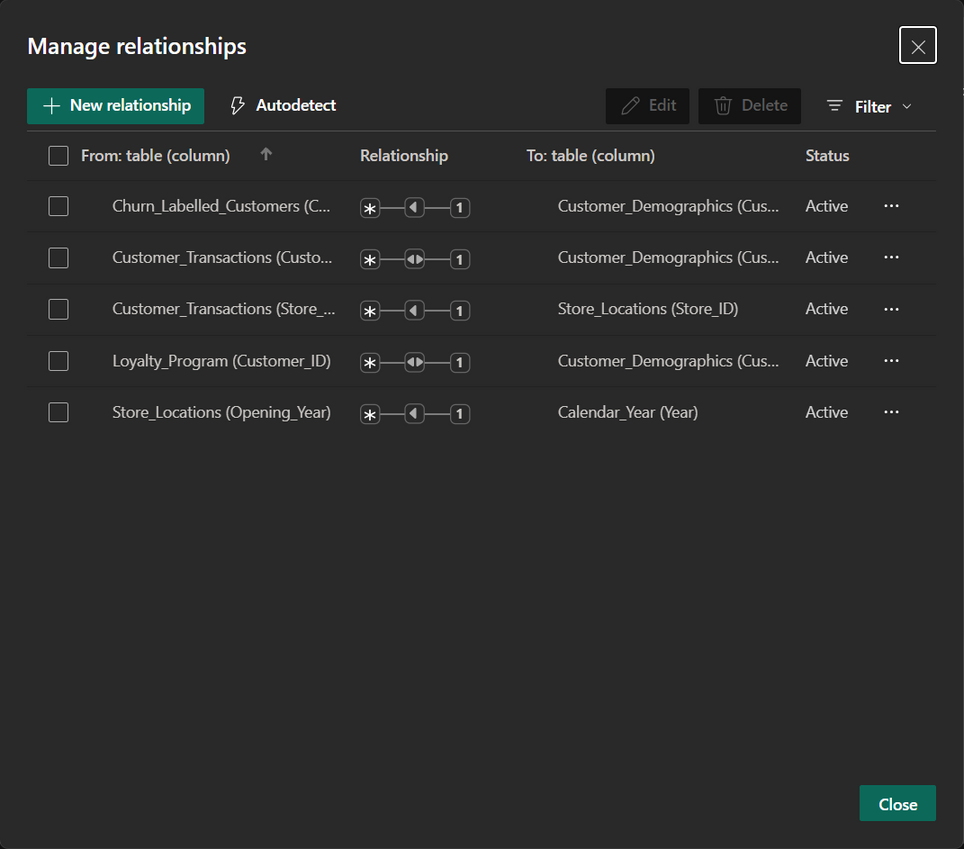 Manage relationships
New relationship Autodetect Edit Delete Filter
From: table (column) Relationship To: table (column) Status
Churn_Labelled_Customers (C... * 1 Customer_Demographics (Cus... Active ...
Customer_Transactions (Custo... * 1 Customer_Demographics (Cus... Active ...
Customer_Transactions (Store_... * 1 Store_Locations (Store_ID) Active ...
Loyalty_Program (Customer_ID) * 1 Customer_Demographics (Cus... Active ...
Store_Locations (Opening_Year) * 1 Calendar_Year (Year) Active ...
Close